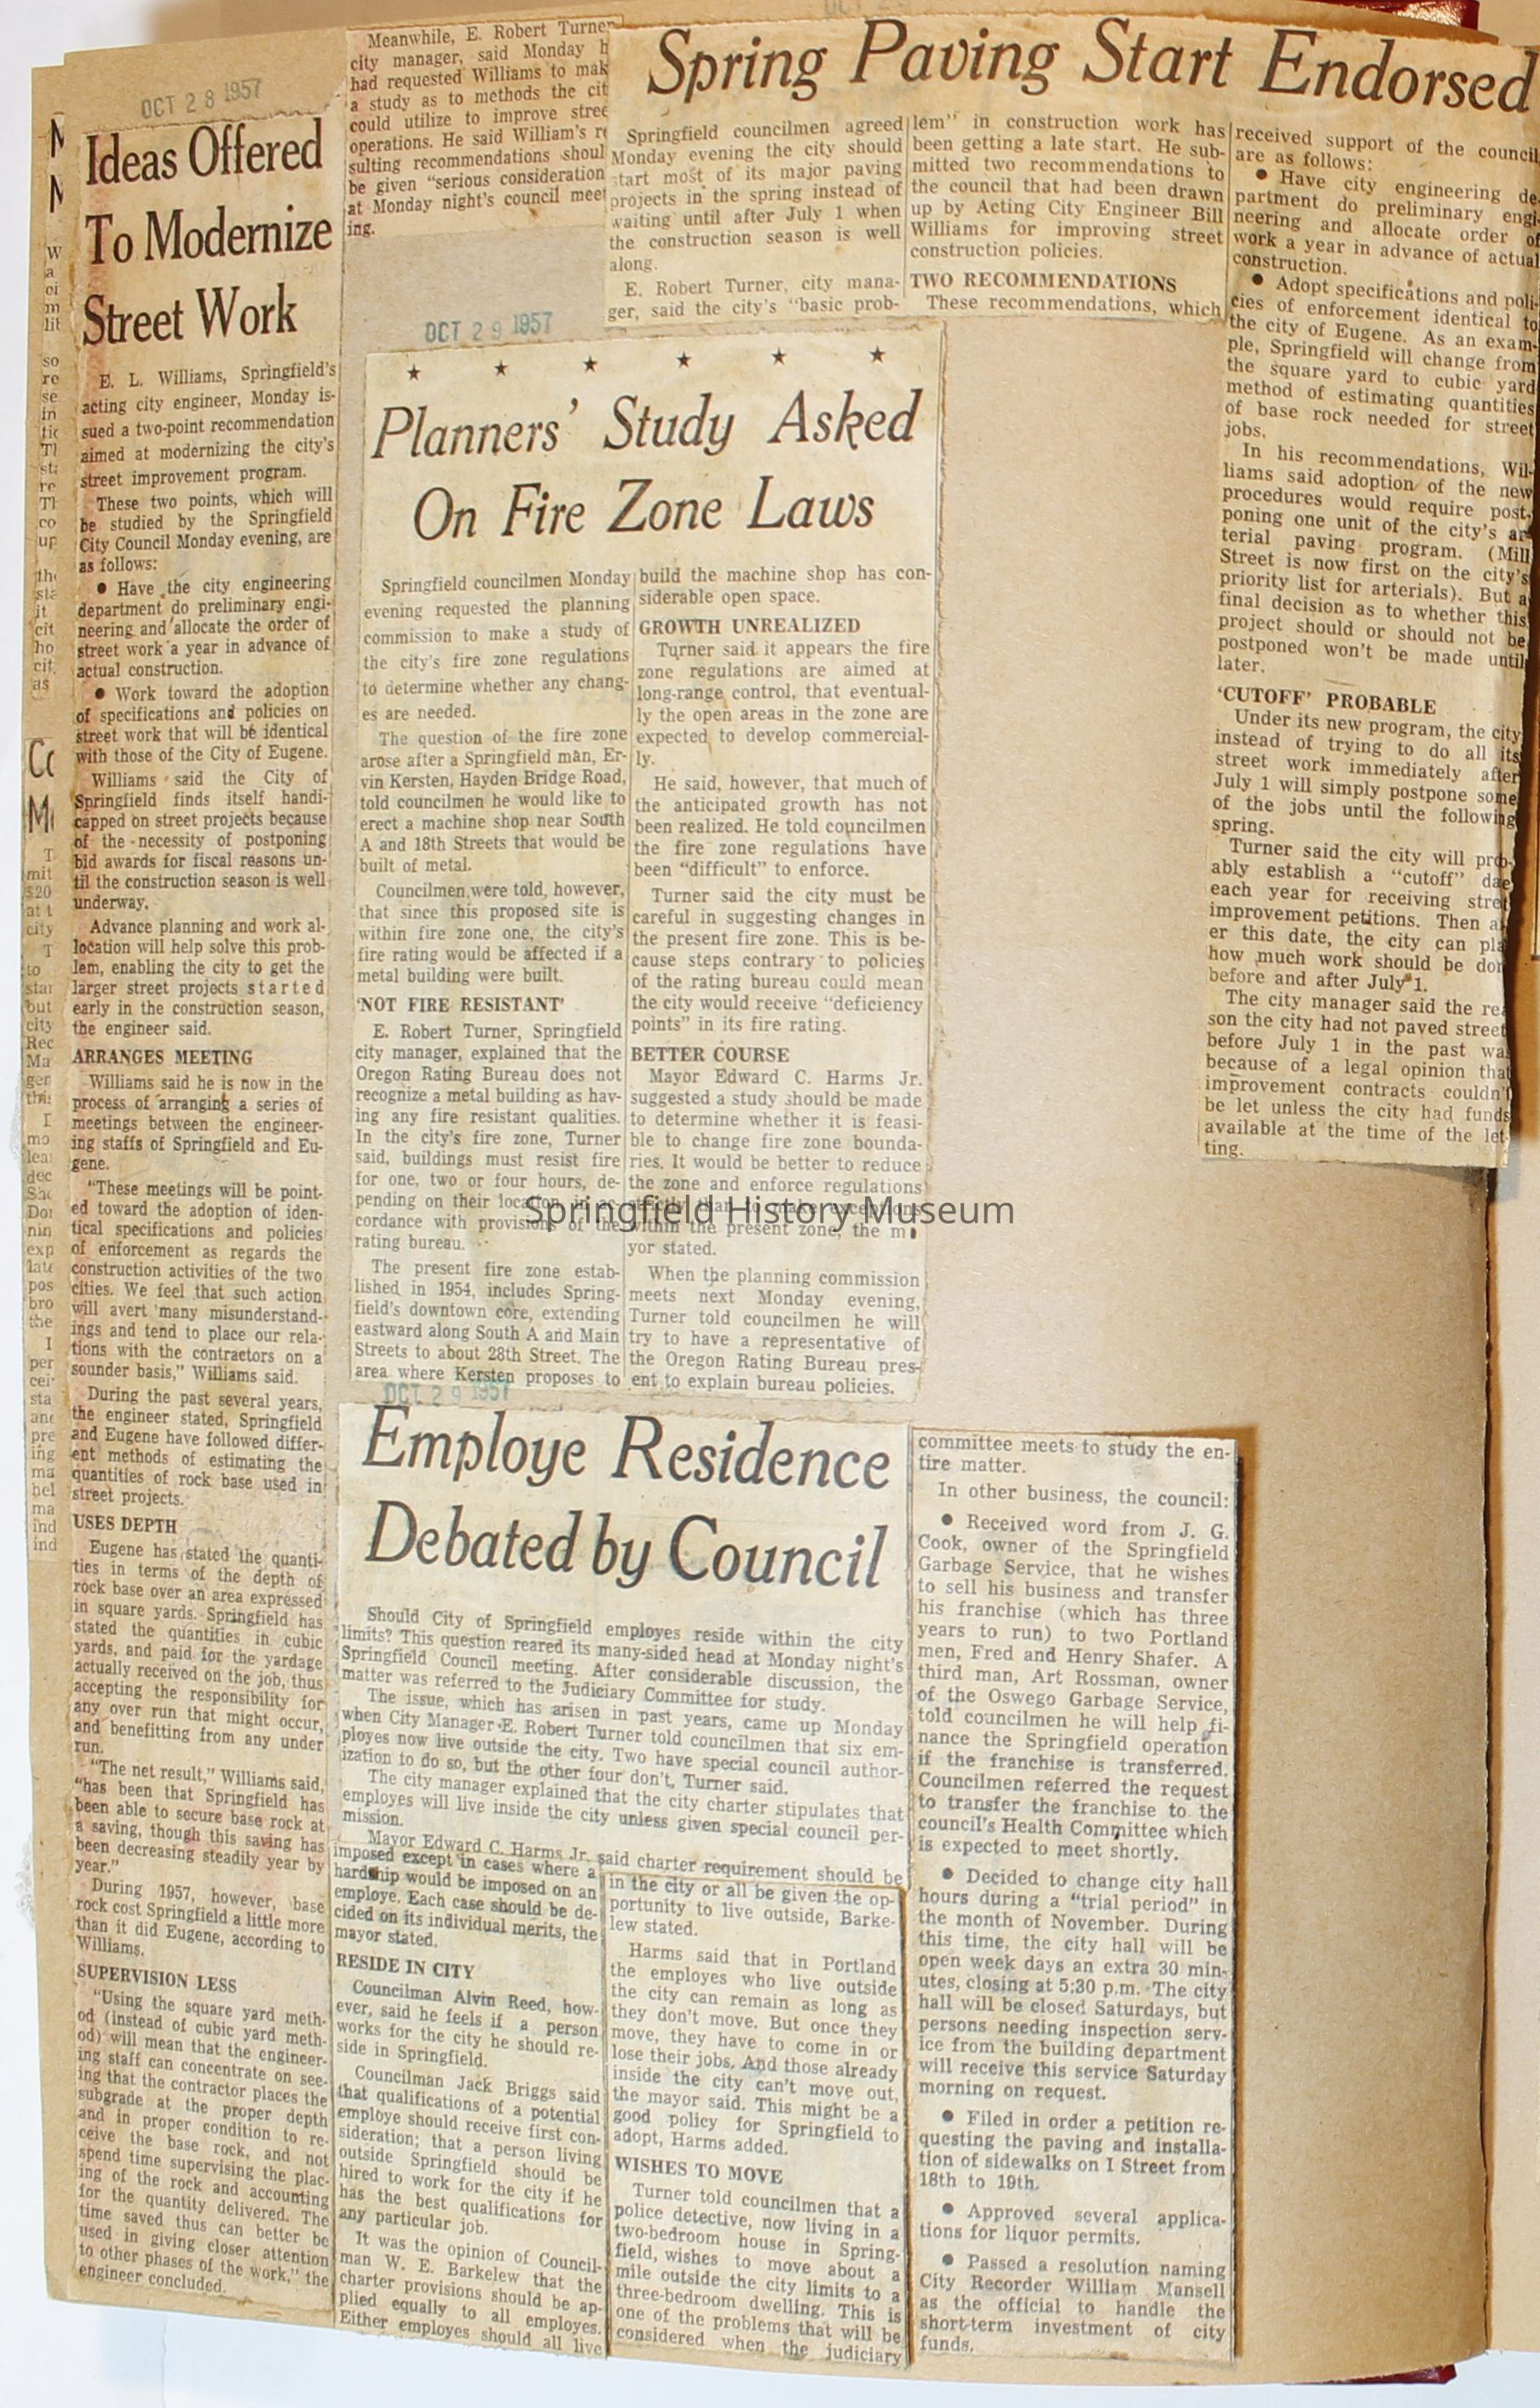 OCT 28 1957
Ideas Offered
To Modernize
Street Work
E. L. Williams, Springfield's
acting city engineer, Monday is-
sued a two-point recommendation
aimed at modernizing the city's
street improvement program.
These two points, which will
be studied by the Springfield
City Council Monday evening, are
as follows:
● Have the city engineering
department do preliminary engi-
neering and allocate the order of
street work a year in advance of
actual construction.
● Work toward the adoption
of specifications and policies on
street work that will be identical
with those of the City of Eugene.
Williams said the City of
Springfield finds itself handi-
capped on street projects because
of the necessity of postponing
bid awards for fiscal reasons un-
til the construction season is well
underway.
Advance planning and work al-
location will help solve this prob-
lem, enabling the city to get the
larger street projects started
early in the construction season,
the engineer said.
ARRANGES MEETING
Williams said he is now in the
process of arranging a series of
meetings between the engineer-
ing staffs of Springfield and Eu-
gene.
"These meetings will be point-
ed toward the adoption of iden-
tical specifications and policies
of enforcement as regards the
construction activities of the two
cities. We feel that such action
will avert many misunderstand-
ings and tend to place our rela-
tions with the contractors on a
sounder basis," Williams said.
During the past several years,
the engineer stated, Springfield
and Eugene have followed differ-
ent methods of estimating the
quantities of rock base used in
street projects.
USES DEPTH
Eugene has stated the quanti-
ties in terms of the depth of
rock base over an area expressed
in square yards. Springfield has
stated the quantities in cubic
yards, and paid for the yardage
actually received on the job, thus
accepting the responsibility for
any over run that might occur,
and benefitting from any under
run.
"The net result," Williams said,
"has been that Springfield has
been able to secure base rock at
a saving, though this saving has
been decreasing steadily year by
year."
During 1957, however, base
rock cost Springfield a little more
than it did Eugene, according to
Williams.
SUPERVISION LESS
"Using the square yard meth-
od (instead of cubic yard meth-
od) will mean that the engineer-
ing staff can concentrate on see-
ing that the contractor places the
subgrade at the proper depth
and in proper condition to re-
ceive the base rock, and not
spend time supervising the plac-
ing of the rock and accounting
for the quantity delivered. The
time saved thus can better be
used in giving closer attention
to other phases of the work," the
engineer concluded.
Meanwhile, E. Robert Turner,
city manager, said Monday h
had requested Williams to mak
a study as to methods the cit
could utilize to improve stree
operations. He said William's re
sulting recommendations shoul
be given "serious consideration
at Monday night's council meet
ing.
Spring Paving Start Endorsed
Springfield councilmen agreed
Monday evening the city should
start most of its major paving
projects in the spring instead of
waiting until after July 1 when
the construction season is well
along.
E. Robert Turner, city mana-
ger, said the city's "basic prob-
lem" in construction work has
been getting a late start. He sub-
mitted two recommendations to
the council that had been drawn
up by Acting City Engineer Bill
Williams for improving street
construction policies.
TWO RECOMMENDATIONS
These recommendations, which
received support of the council
are as follows:
● Have city engineering de-
partment do preliminary engi-
neering and allocate order of
work a year in advance of actual
construction.
● Adopt specifications and poli-
cies of enforcement identical to
the city of Eugene. As an exam-
ple, Springfield will change from
the square yard to cubic yard
method of estimating quantities
of base rock needed for street
jobs.
In his recommendations, Wil-
liams said adoption of the new
procedures would require post-
poning one unit of the city's ar-
terial paving program. (Mill
Street is now first on the city's
priority list for arterials). But a
final decision as to whether this
project should or should not be
postponed won't be made until
later.
'CUTOFF' PROBABLE
Under its new program, the city
instead of trying to do all its
street work immediately after
July 1 will simply postpone some
of the jobs until the following
spring.
Turner said the city will prob-
ably establish a "cutoff" dae
each year for receiving stret
improvement petitions. Then a
er this date, the city can pla
how much work should be don
before and after July 1.
The city manager said the rea
son the city had not paved street
before July 1 in the past wa
because of a legal opinion that
improvement contracts couldn't
be let unless the city had funds
available at the time of the let-
ting.
OCT 29 1957
★ ★ ★ ★ ★ ★
Planners' Study Asked
On Fire Zone Laws
Springfield councilmen Monday
evening requested the planning
commission to make a study of
the city's fire zone regulations
to determine whether any chang-
es are needed.
The question of the fire zone
arose after a Springfield man, Er-
vin Kersten, Hayden Bridge Road,
told councilmen he would like to
erect a machine shop near South
A and 18th Streets that would be
built of metal.
Councilmen were told, however,
that since this proposed site is
within fire zone one, the city's
fire rating would be affected if a
metal building were built.
'NOT FIRE RESISTANT'
E. Robert Turner, Springfield
city manager, explained that the
Oregon Rating Bureau does not
recognize a metal building as hav-
ing any fire resistant qualities.
In the city's fire zone, Turner
said, buildings must resist fire
for one, two or four hours, de-
pending on their location, in ac-
cordance with provisions of the
rating bureau.
The present fire zone estab-
lished in 1954, includes Spring-
field's downtown core, extending
eastward along South A and Main
Streets to about 28th Street. The
area where Kersten proposes to
build the machine shop has con-
siderable open space.
GROWTH UNREALIZED
Turner said it appears the fire
zone regulations are aimed at
long-range control, that eventual-
ly the open areas in the zone are
expected to develop commercial-
ly.
He said, however, that much of
the anticipated growth has not
been realized. He told councilmen
the fire zone regulations have
been "difficult" to enforce.
Turner said the city must be
careful in suggesting changes in
the present fire zone. This is be-
cause steps contrary to policies
of the rating bureau could mean
the city would receive "deficiency
points" in its fire rating.
BETTER COURSE
Mayor Edward C. Harms Jr.
suggested a study should be made
to determine whether it is feasi-
ble to change fire zone bounda-
ries. It would be better to reduce
the zone and enforce regulations
strictly than to make exceptions
within the present zone, the m
yor stated.
When the planning commission
meets next Monday evening,
Turner told councilmen he will
try to have a representative of
the Oregon Rating Bureau pres-
ent to explain bureau policies.
Springfield History Museum
OCT 29 1957
Employe Residence
Debated by Council
Should City of Springfield employes reside within the city
limits? This question reared its many-sided head at Monday night's
Springfield Council meeting. After considerable discussion, the
matter was referred to the Judiciary Committee for study.
The issue, which has arisen in past years, came up Monday
when City Manager E. Robert Turner told councilmen that six em-
ployes now live outside the city. Two have special council author-
ization to do so, but the other four don't, Turner said.
The city manager explained that the city charter stipulates that
employes will live inside the city unless given special council per-
mission.
Mayor Edward C. Harms Jr. said charter requirement should be
imposed except in cases where a
hardship would be imposed on an
employe. Each case should be de-
cided on its individual merits, the
mayor stated.
RESIDE IN CITY
Councilman Alvin Reed, how-
ever, said he feels if a person
works for the city he should re-
side in Springfield.
Councilman Jack Briggs said
that qualifications of a potential
employe should receive first con-
sideration; that a person living
outside Springfield should be
hired to work for the city if he
has the best qualifications for
any particular job.
It was the opinion of Council-
man W. E. Barkelew that the
charter provisions should be ap-
plied equally to all employes.
Either employes should all live
in the city or all be given the op-
portunity to live outside, Barke-
lew stated.
Harms said that in Portland
the employes who live outside
the city can remain as long as
they don't move. But once they
move, they have to come in or
lose their jobs. And those already
inside the city can't move out,
the mayor said. This might be a
good policy for Springfield to
adopt, Harms added.
WISHES TO MOVE
Turner told councilmen that a
police detective, now living in a
two-bedroom house in Spring-
field, wishes to move about a
mile outside the city limits to a
three-bedroom dwelling. This is
one of the problems that will be
considered when the judiciary
committee meets to study the en-
tire matter.
In other business, the council:
● Received word from J. G.
Cook, owner of the Springfield
Garbage Service, that he wishes
to sell his business and transfer
his franchise (which has three
years to run) to two Portland
men, Fred and Henry Shafer. A
third man, Art Rossman, owner
of the Oswego Garbage Service,
told councilmen he will help fi-
nance the Springfield operation
if the franchise is transferred.
Councilmen referred the request
to transfer the franchise to the
council's Health Committee which
is expected to meet shortly.
● Decided to change city hall
hours during a "trial period" in
the month of November. During
this time, the city hall will be
open week days an extra 30 min-
utes, closing at 5:30 p.m. The city
hall will be closed Saturdays, but
persons needing inspection serv-
ice from the building department
will receive this service Saturday
morning on request.
● Filed in order a petition re-
questing the paving and installa-
tion of sidewalks on I Street from
18th to 19th.
● Approved several applica-
tions for liquor permits.
● Passed a resolution naming
City Recorder William Mansell
as the official to handle the
short-term investment of city
funds.